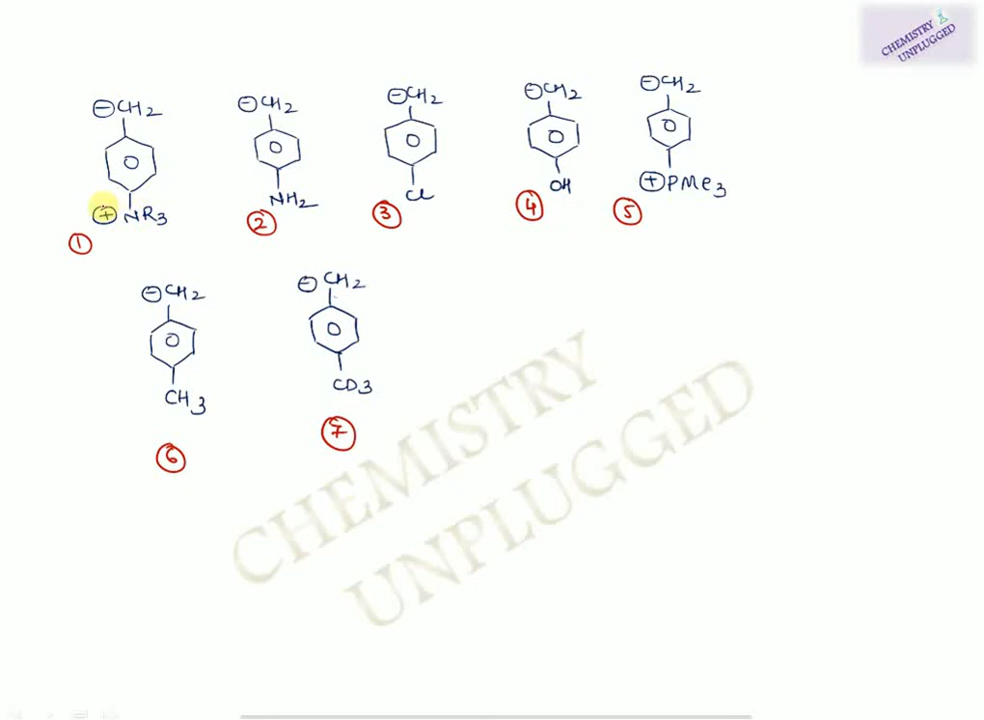 CHEMISTRY
UNPLUGGED
⊖CH2
⊖CH2
⊖CH2
⊖CH2
⊖CH2
⊕NR3
NH2
Cl
OH
⊕PMe3
1
2
3
4
5
⊖CH2
⊖CH2
CH3
CD3
6
7
CHEMISTRY
UNPLUGGED